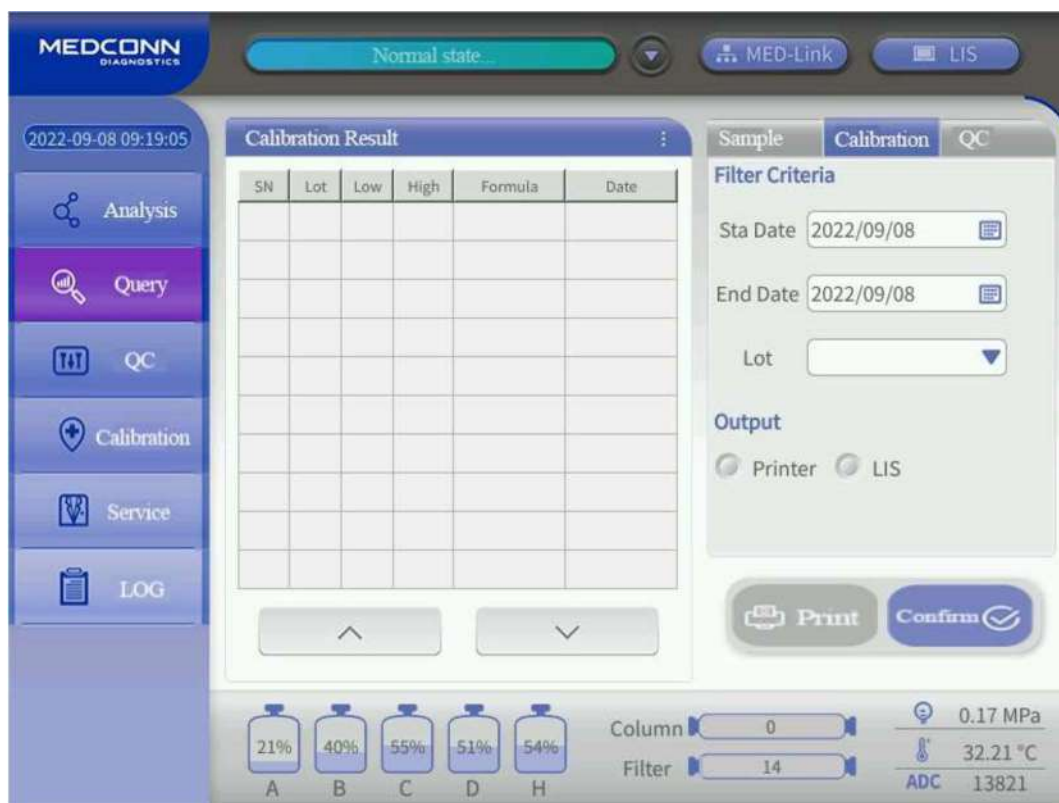 MEDCONN
DIAGNOSTICS
Normal state...
MED-Link
LIS
2022-09-08 09:19:05
Analysis
Query
QC
Calibration
Service
LOG
Calibration Result
SN Lot Low High Formula Date
Sample Calibration QC
Filter Criteria
Sta Date 2022/09/08
End Date 2022/09/08
Lot
Output
Printer LIS
Print Confirm
21% 40% 55% 51% 54%
A B C D H
Column 0
Filter 14
0.17 MPa
32.21 °C
ADC 13821